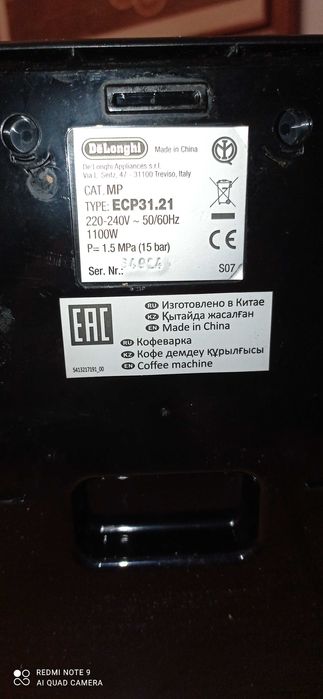 DeLonghi Made in China
De'Longhi Appliances s.r.l.
Via L. Seitz, 47 - 31100 Treviso, Italy
CAT. MP
TYPE: ECP31.21
220-240V ~ 50/60Hz
1100W
P= 1.5 MPa (15 bar)
CE
Ser. Nr.:
S07
EAC
RU Изготовлено в Китае
KZ Қытайда жасалған
EN Made in China
RU Кофеварка
KZ Кофе демдеу құрылғысы
EN Coffee machine
5413217191_00
REDMI NOTE 9
AI QUAD CAMERA